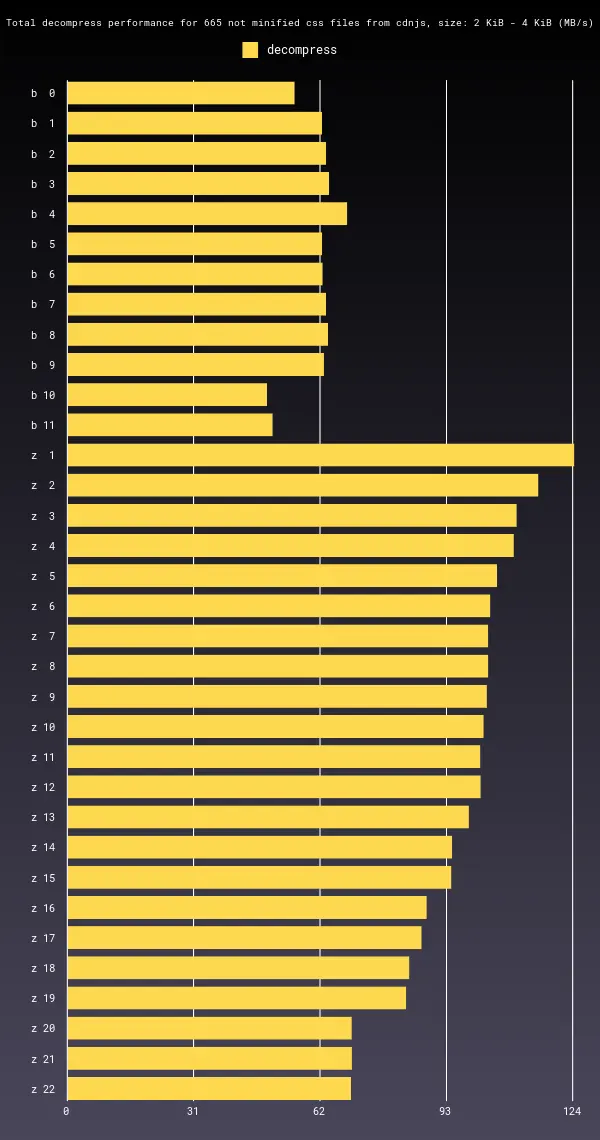 Total decompress performance for 665 not minified css files from cdnjs, size: 2 KiB - 4 KiB (MB/s)
decompress
b 0
b 1
b 2
b 3
b 4
b 5
b 6
b 7
b 8
b 9
b 10
b 11
z 1
z 2
z 3
z 4
z 5
z 6
z 7
z 8
z 9
z 10
z 11
z 12
z 13
z 14
z 15
z 16
z 17
z 18
z 19
z 20
z 21
z 22
0 31 62 93 124